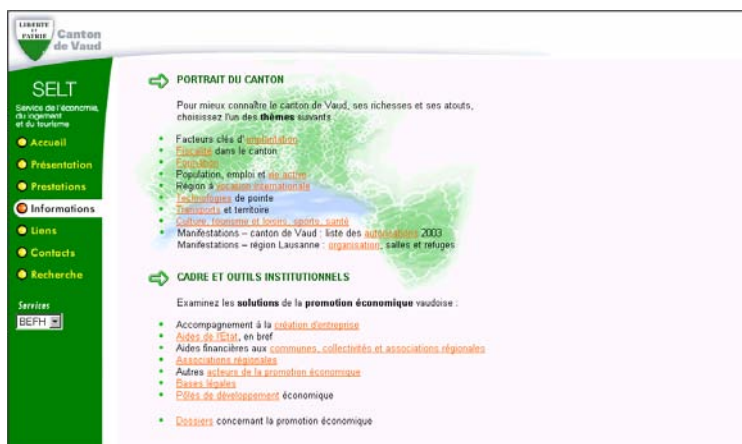 LIBERTE
ET
PATRIE
Canton
de Vaud
SELT
Service de l'économie,
du logement
et du tourisme
Accueil
Présentation
Prestations
Informations
Liens
Contacts
Recherche
Services
BEFH
PORTRAIT DU CANTON
Pour mieux connaître le canton de Vaud, ses richesses et ses atouts,
choisissez l'un des thèmes suivants :
Facteurs clés d'implantation
Fiscalité dans le canton
Formation
Population, emploi et vie active
Région à vocation internationale
Technologies de pointe
Transports et territoire
Culture, tourisme et loisirs, sports, santé
Manifestations – canton de Vaud : liste des autorisations 2003
Manifestations – région Lausanne : organisation, salles et refuges
CADRE ET OUTILS INSTITUTIONNELS
Examinez les solutions de la promotion économique vaudoise :
Accompagnement à la création d'entreprise
Aides de l'Etat, en bref
Aides financières aux communes, collectivités et associations régionales
Associations régionales
Autres acteurs de la promotion économique
Bases légales
Pôles de développement économique
Dossiers concernant la promotion économique